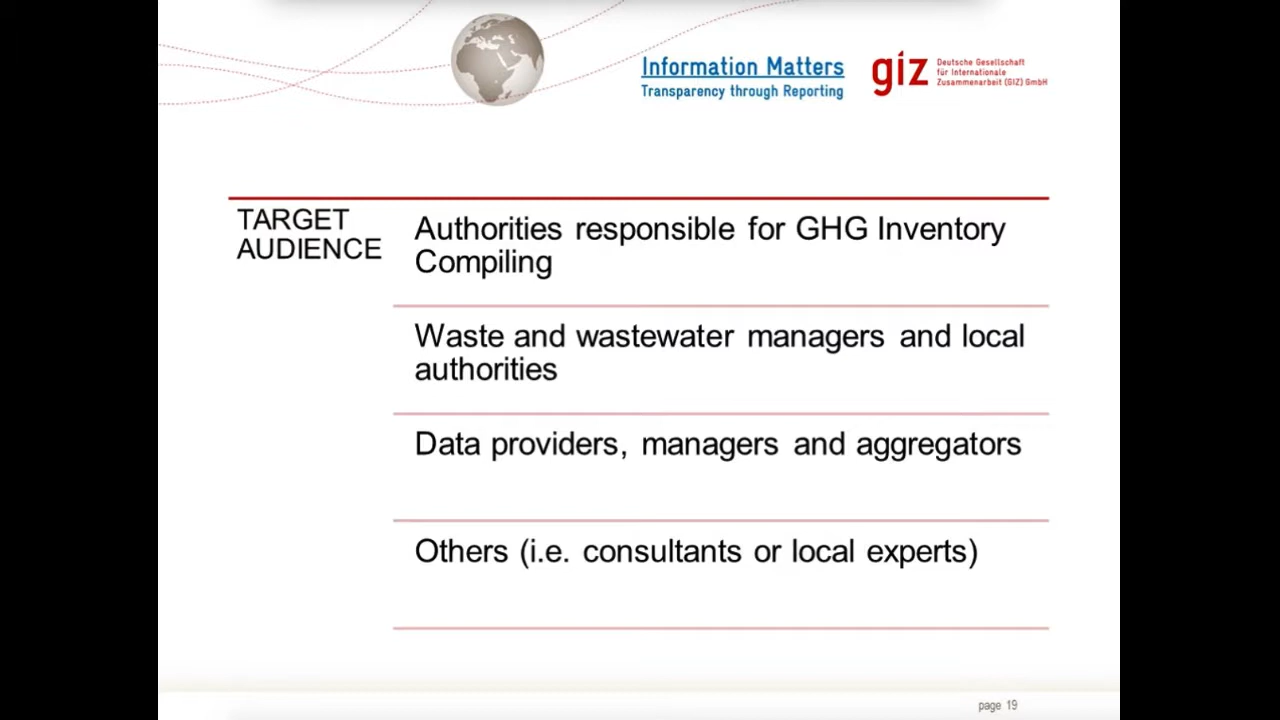 Information Matters
Transparency through Reporting
giz
Deutsche Gesellschaft
für Internationale
Zusammenarbeit (GIZ) GmbH
TARGET
AUDIENCE
Authorities responsible for GHG Inventory
Compiling
Waste and wastewater managers and local
authorities
Data providers, managers and aggregators
Others (i.e. consultants or local experts)
page 19